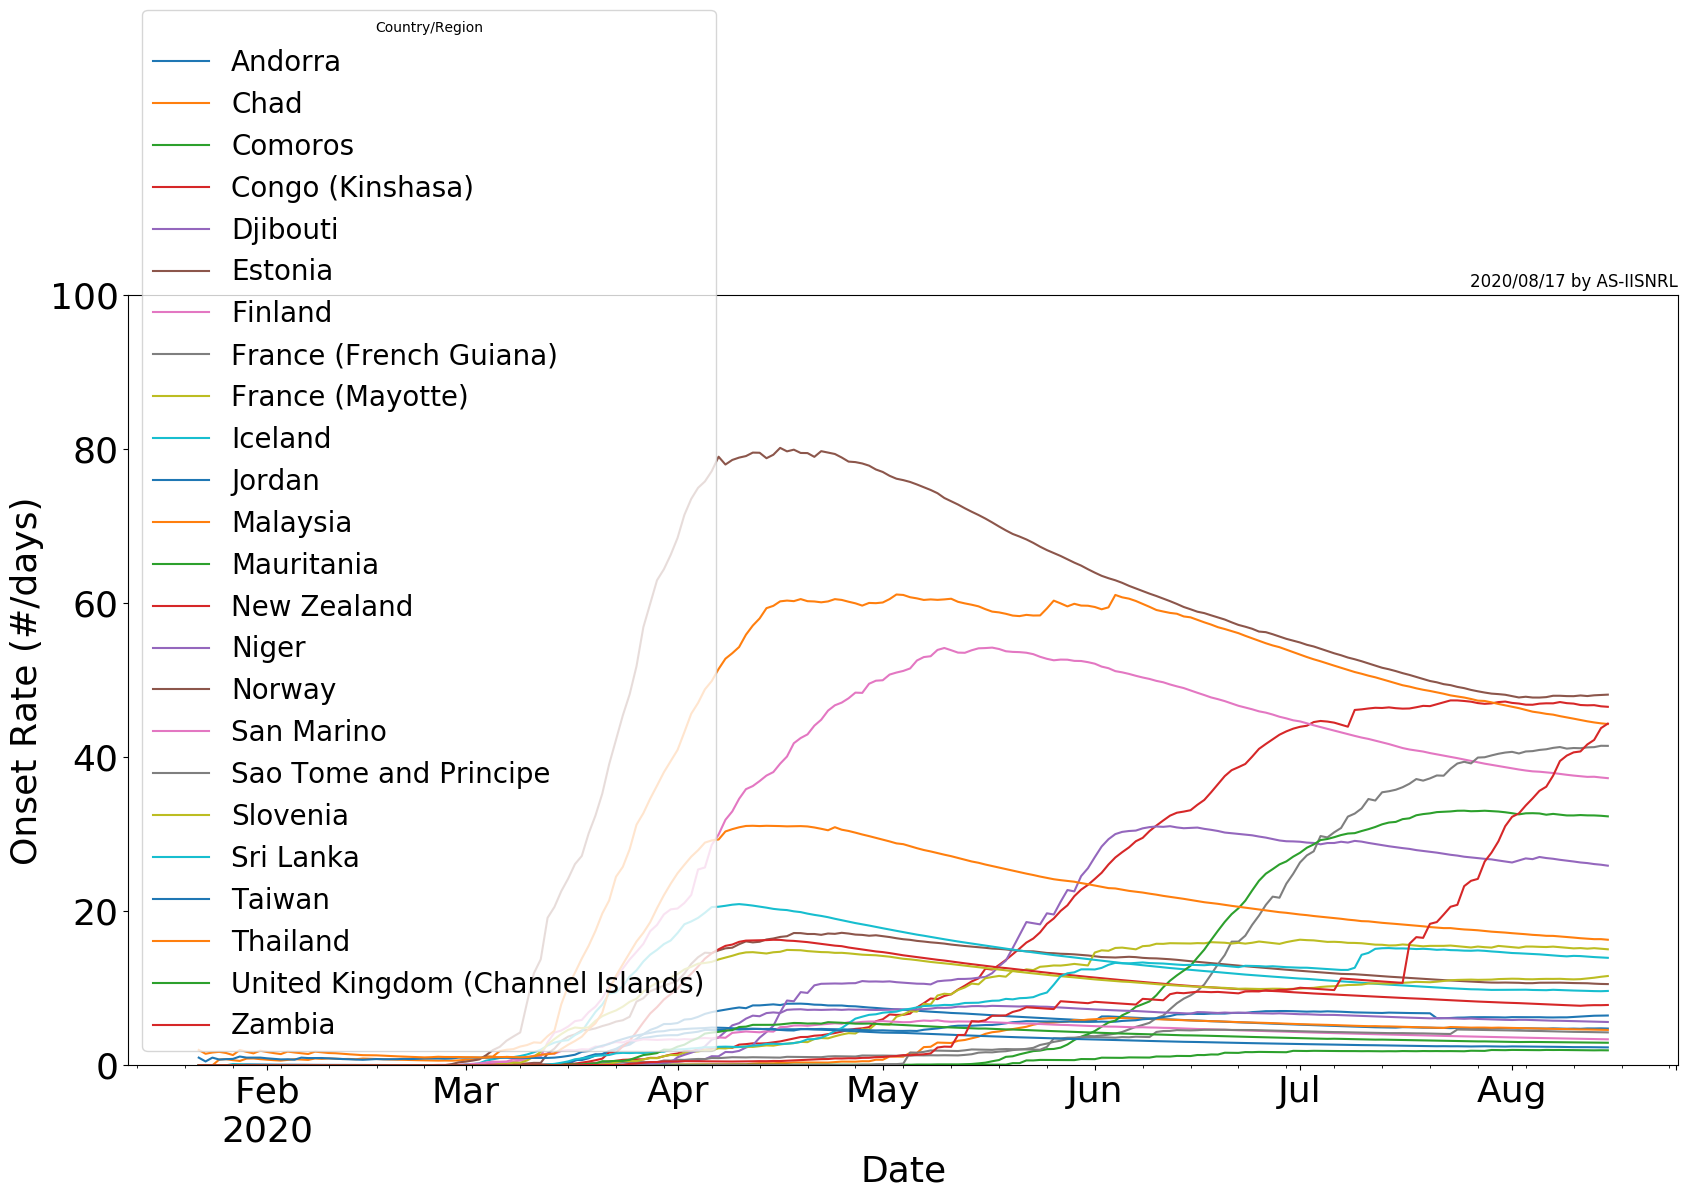 Country/Region
Andorra
Chad
Comoros
Congo (Kinshasa)
Djibouti
Estonia
Finland
France (French Guiana)
France (Mayotte)
Iceland
Jordan
Malaysia
Mauritania
New Zealand
Niger
Norway
San Marino
Sao Tome and Principe
Slovenia
Sri Lanka
Taiwan
Thailand
United Kingdom (Channel Islands)
Zambia
2020/08/17 by AS-IISNRL
Onset Rate (#/days)
100
80
60
40
20
0
Feb Mar Apr May Jun Jul Aug
2020
Date